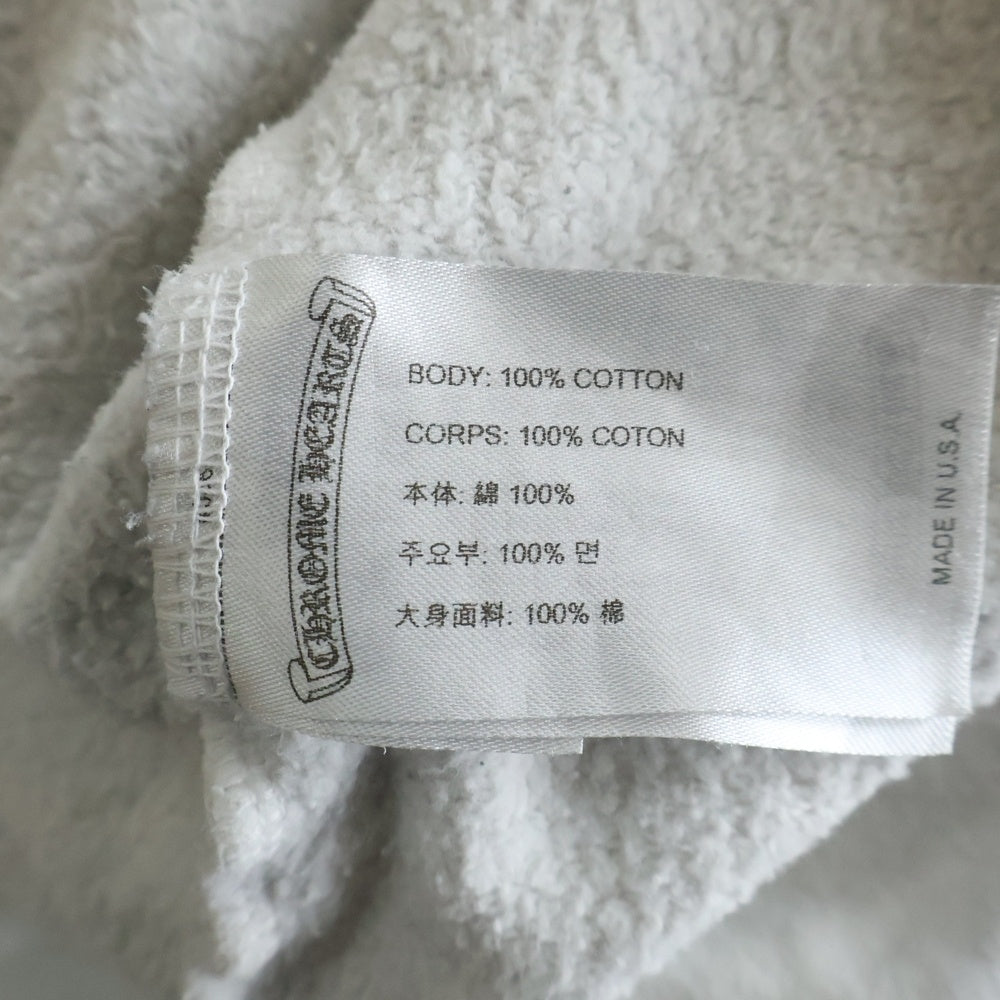 CHROME HEARTS
BODY: 100% COTTON
CORPS: 100% COTON
本体: 綿 100%
주요부: 100% 면
大身面料: 100% 棉
MADE IN U.S.A.